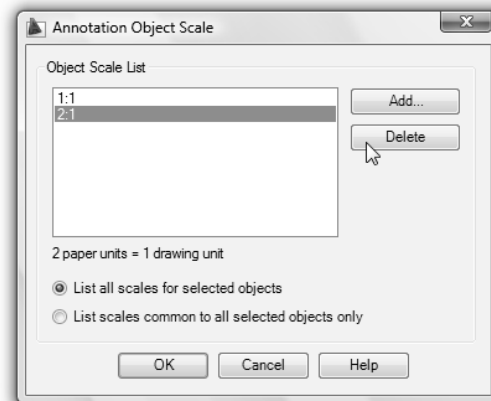 Annotation Object Scale
X
Object Scale List
1:1
2:1
Add...
Delete
2 paper units = 1 drawing unit
List all scales for selected objects
List scales common to all selected objects only
OK
Cancel
Help